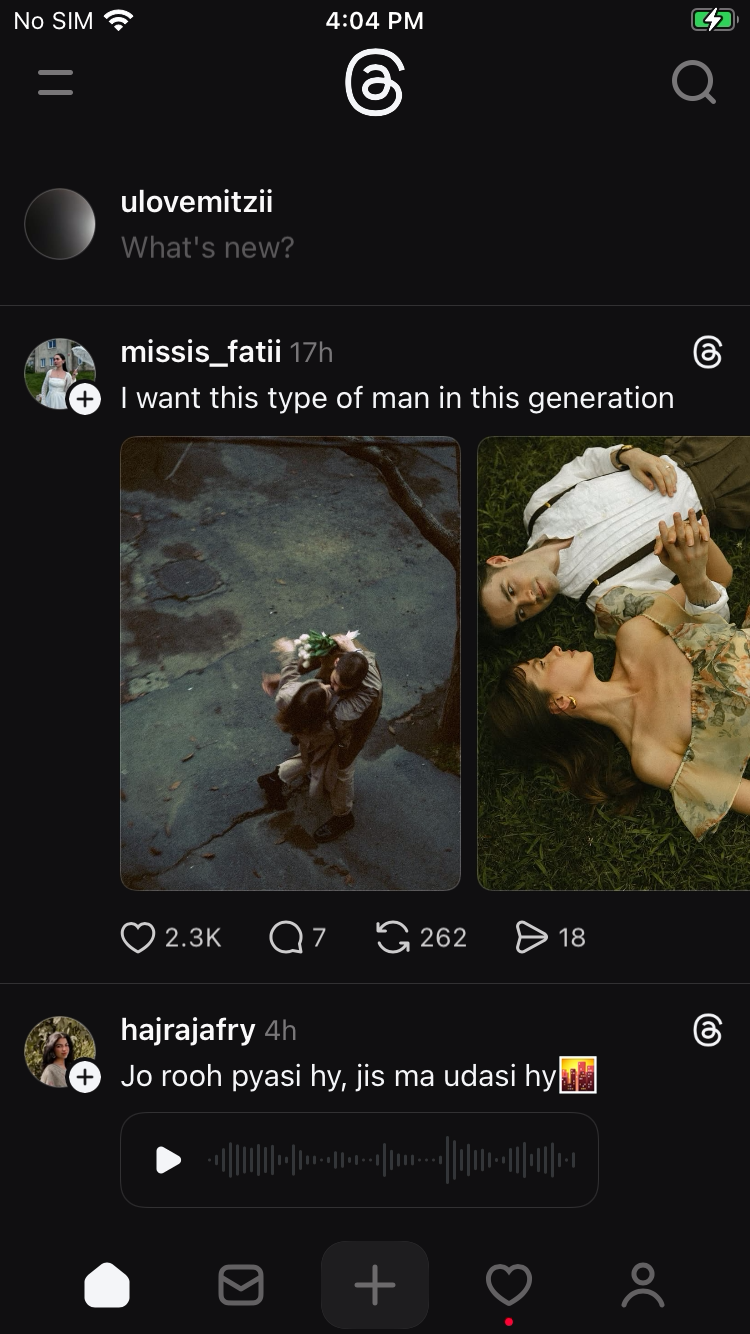 No SIM 4:04 PM
ulovemitzii
What's new?
missis_fatii 17h
I want this type of man in this generation
2.3K 7 262 18
hajrajafry 4h
Jo rooh pyasi hy, jis ma udasi hy🌇